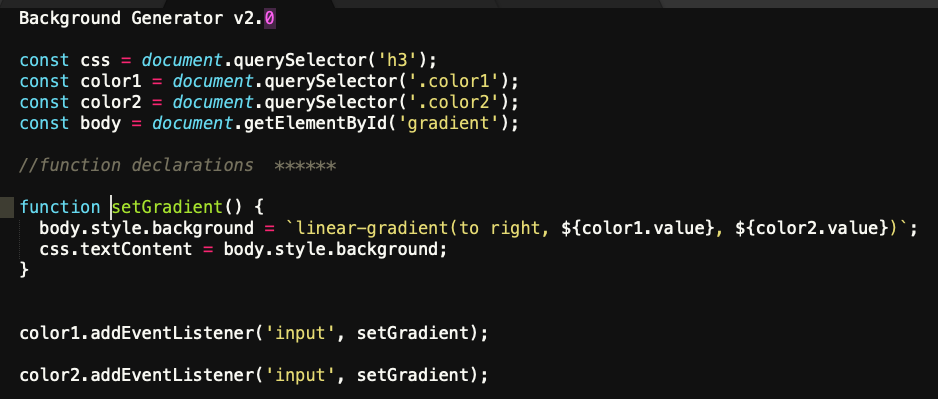 Background Generator v2.0
const css = document.querySelector('h3');
const color1 = document.querySelector('.color1');
const color2 = document.querySelector('.color2');
const body = document.getElementById('gradient');
//function declarations  ******
function setGradient() {
  body.style.background = `linear-gradient(to right, ${color1.value}, ${color2.value})`;
  css.textContent = body.style.background;
}
color1.addEventListener('input', setGradient);
color2.addEventListener('input', setGradient);